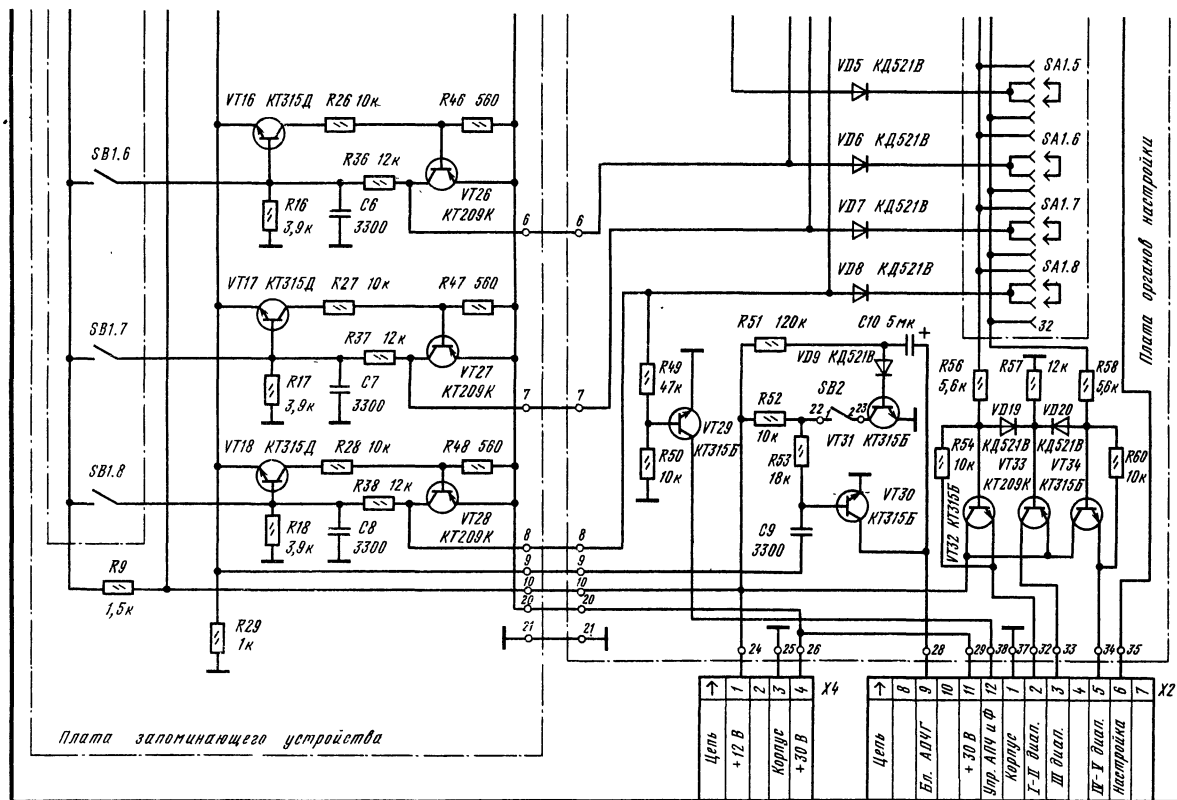 VT16 КТ315Д R26 10к R46 560
SB1.6
R36 12к
VT26
КТ209К
R16
3,9к
C6
3300
6 6
VT17 КТ315Д R27 10к R47 560
SB1.7
R37 12к
VT27
КТ209К
R17
3,9к
C7
3300
7 7
VT18 КТ315Д R28 10к R48 560
SB1.8
R38 12к
VT28
КТ209К
R18
3,9к
C8
3300
8 8
9 9
10 10
20 20
21 21
R9
1,5к
R29
1к
Плата запоминающего устройства
VD5 КД521В
SA1.5
VD6 КД521В
SA1.6
VD7 КД521В
SA1.7
VD8 КД521В
SA1.8
32
Плата органов настройки
R51 120к
C10 5мк +
VD9 КД521В
R49
47к
R50
10к
VT29
КТ315Б
R52
10к
SB2
22 23
VT31 КТ315Б
R53
18к
VT30
КТ315Б
C9
3300
R56
5,6к
R57 12к
R58
5,6к
VD19
КД521В
VD20
КД521В
R54
10к
R60
10к
VT32 КТ315Б
VT33
КТ209К
VT34
КТ315Б
24 25 26 28 29 38 37 32 33 34 35
X4
↑ 1 2 3 4
Цепь
+12 В
Корпус
+30 В
X2
↑ 8 9 10 11 12 1 2 3 4 5 6 7
Цепь
Бл. АПЧГ
+30 В
Упр. АПЧ и Ф
Корпус
I-II диап.
III диап.
IV-V диап.
Настройка